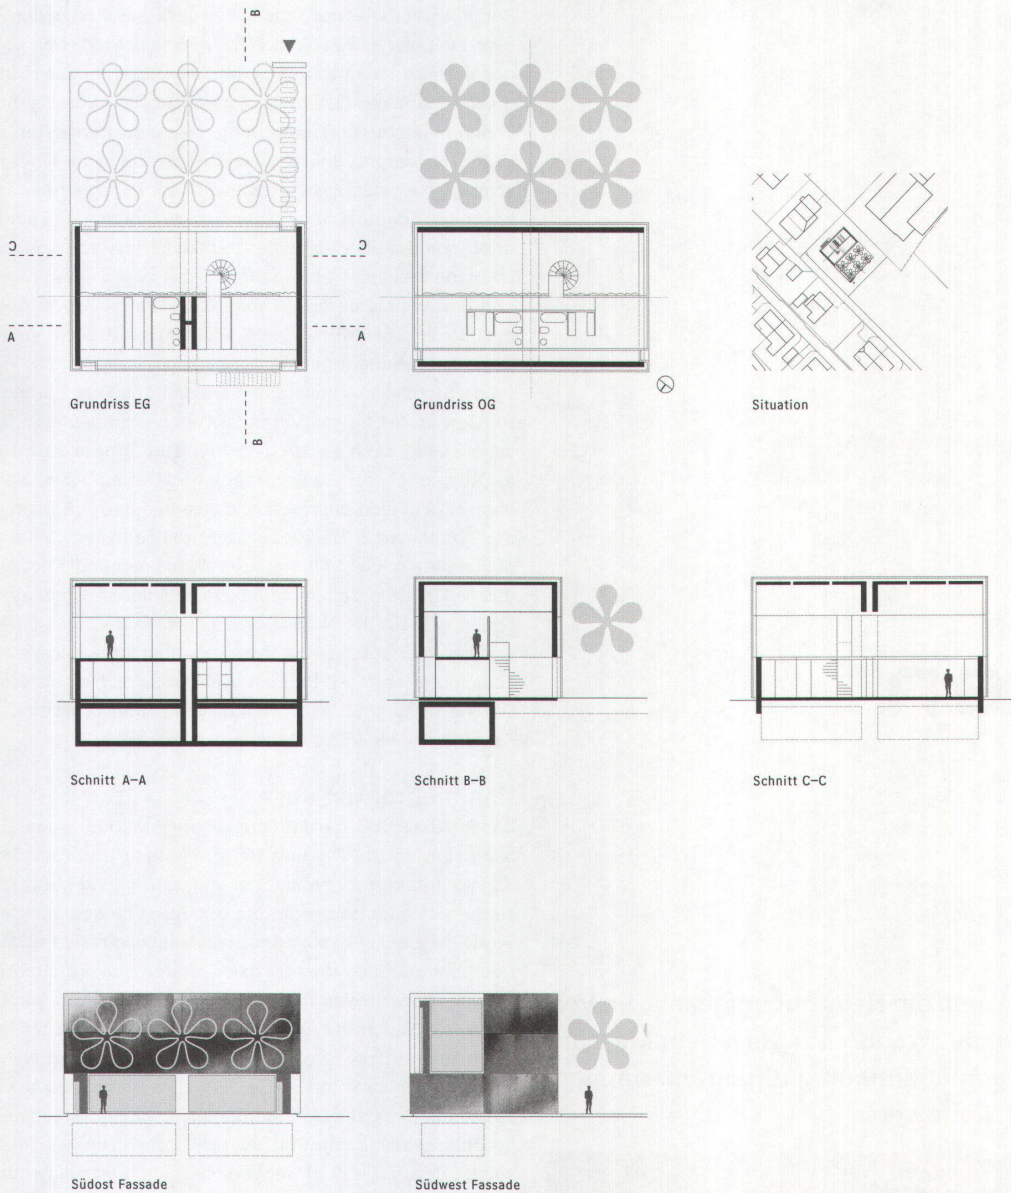 B
C
C
A
A
Grundriss EG
Grundriss OG
Situation
B
Schnitt A–A
Schnitt B–B
Schnitt C–C
Südost Fassade
Südwest Fassade